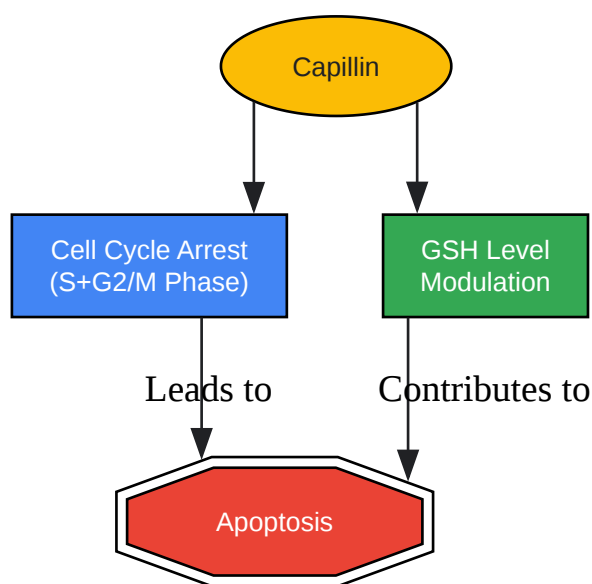 Capillin
Cell Cycle Arrest
(S+G2/M Phase)
GSH Level
Modulation
Leads to
Contributes to
Apoptosis